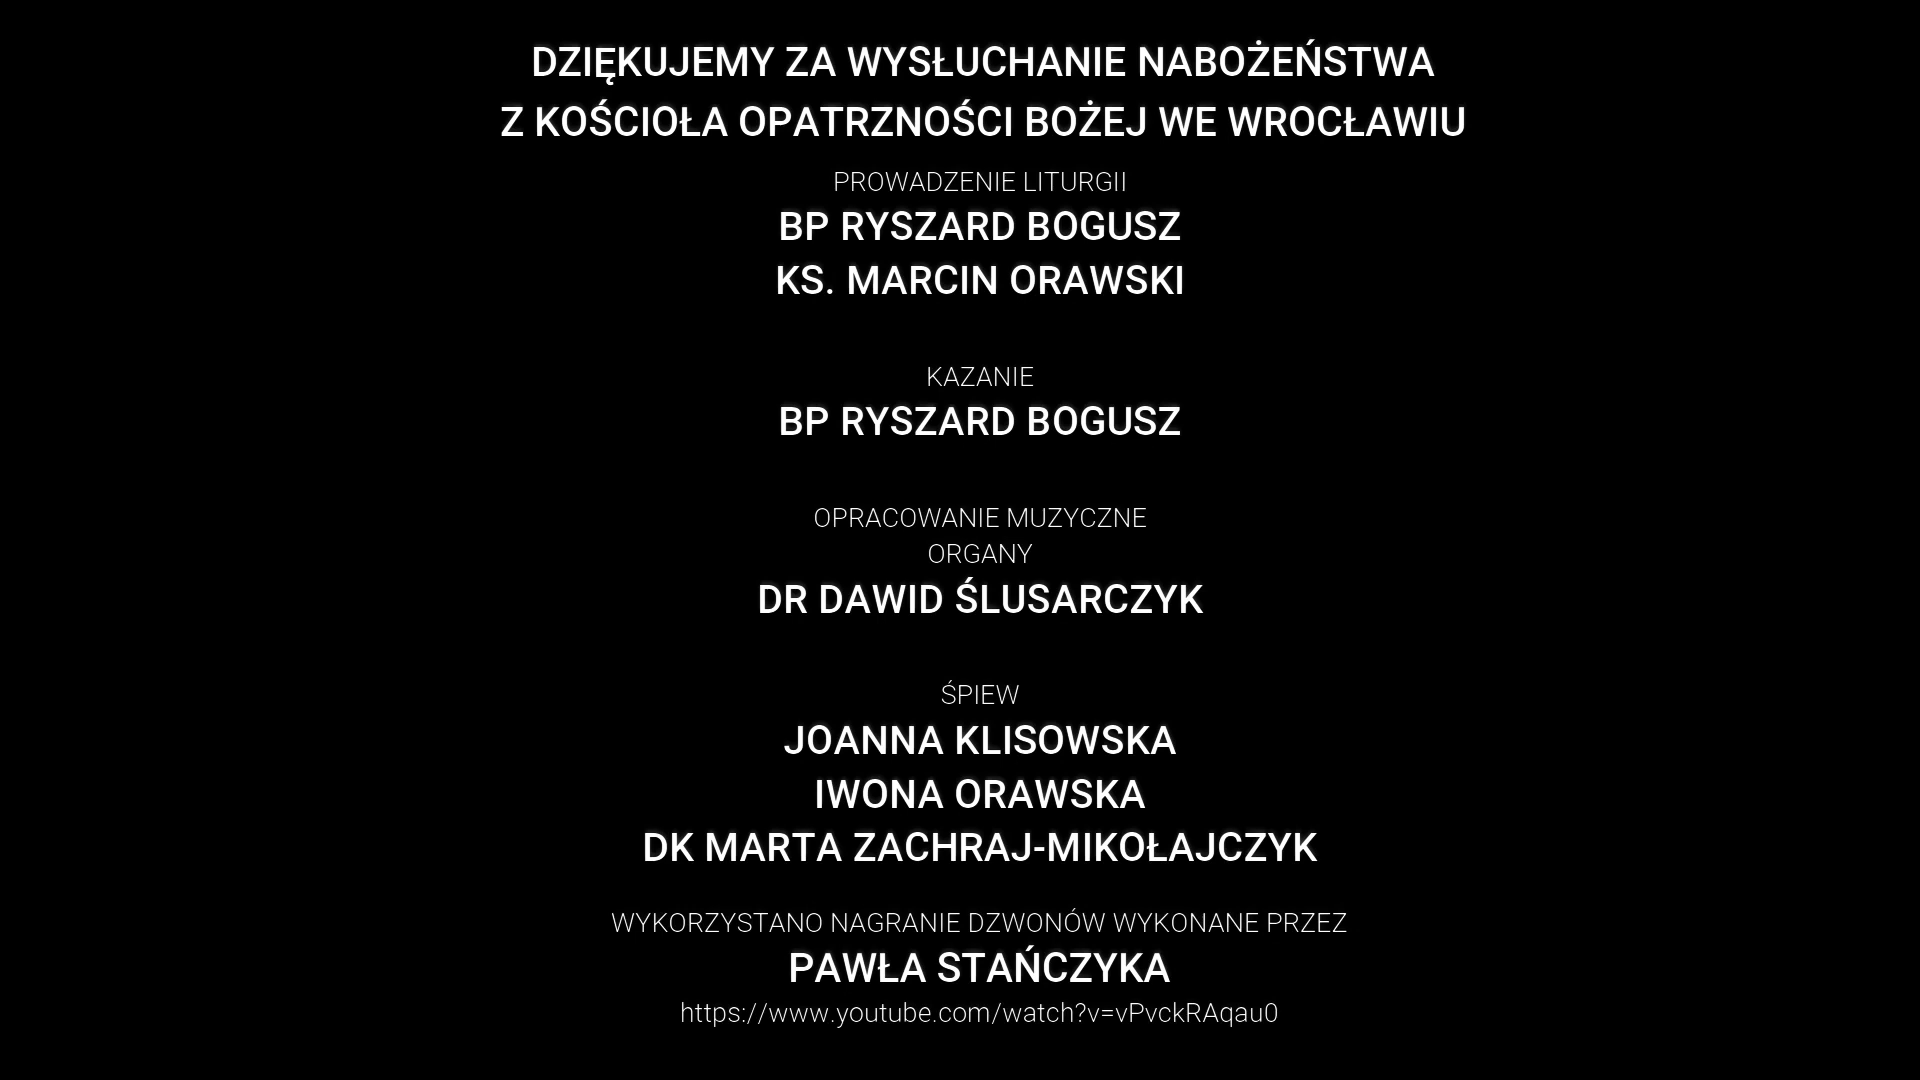 DZIĘKUJEMY ZA WYSŁUCHANIE NABOŻEŃSTWA
Z KOŚCIOŁA OPATRZNOŚCI BOŻEJ WE WROCŁAWIU
PROWADZENIE LITURGII
BP RYSZARD BOGUSZ
KS. MARCIN ORAWSKI
KAZANIE
BP RYSZARD BOGUSZ
OPRACOWANIE MUZYCZNE
ORGANY
DR DAWID ŚLUSARCZYK
ŚPIEW
JOANNA KLISOWSKA
IWONA ORAWSKA
DK MARTA ZACHRAJ-MIKOŁAJCZYK
WYKORZYSTANO NAGRANIE DZWONÓW WYKONANE PRZEZ
PAWŁA STAŃCZYKA
https://www.youtube.com/watch?v=vPvckRAqau0